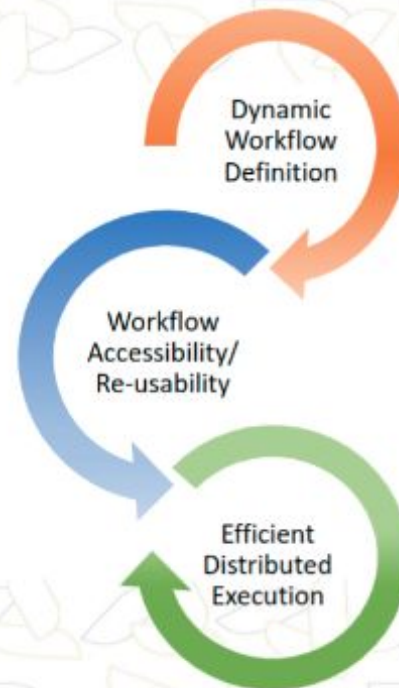 Dynamic
Workflow
Definition
Workflow
Accessibility/
Re-usability
Efficient
Distributed
Execution